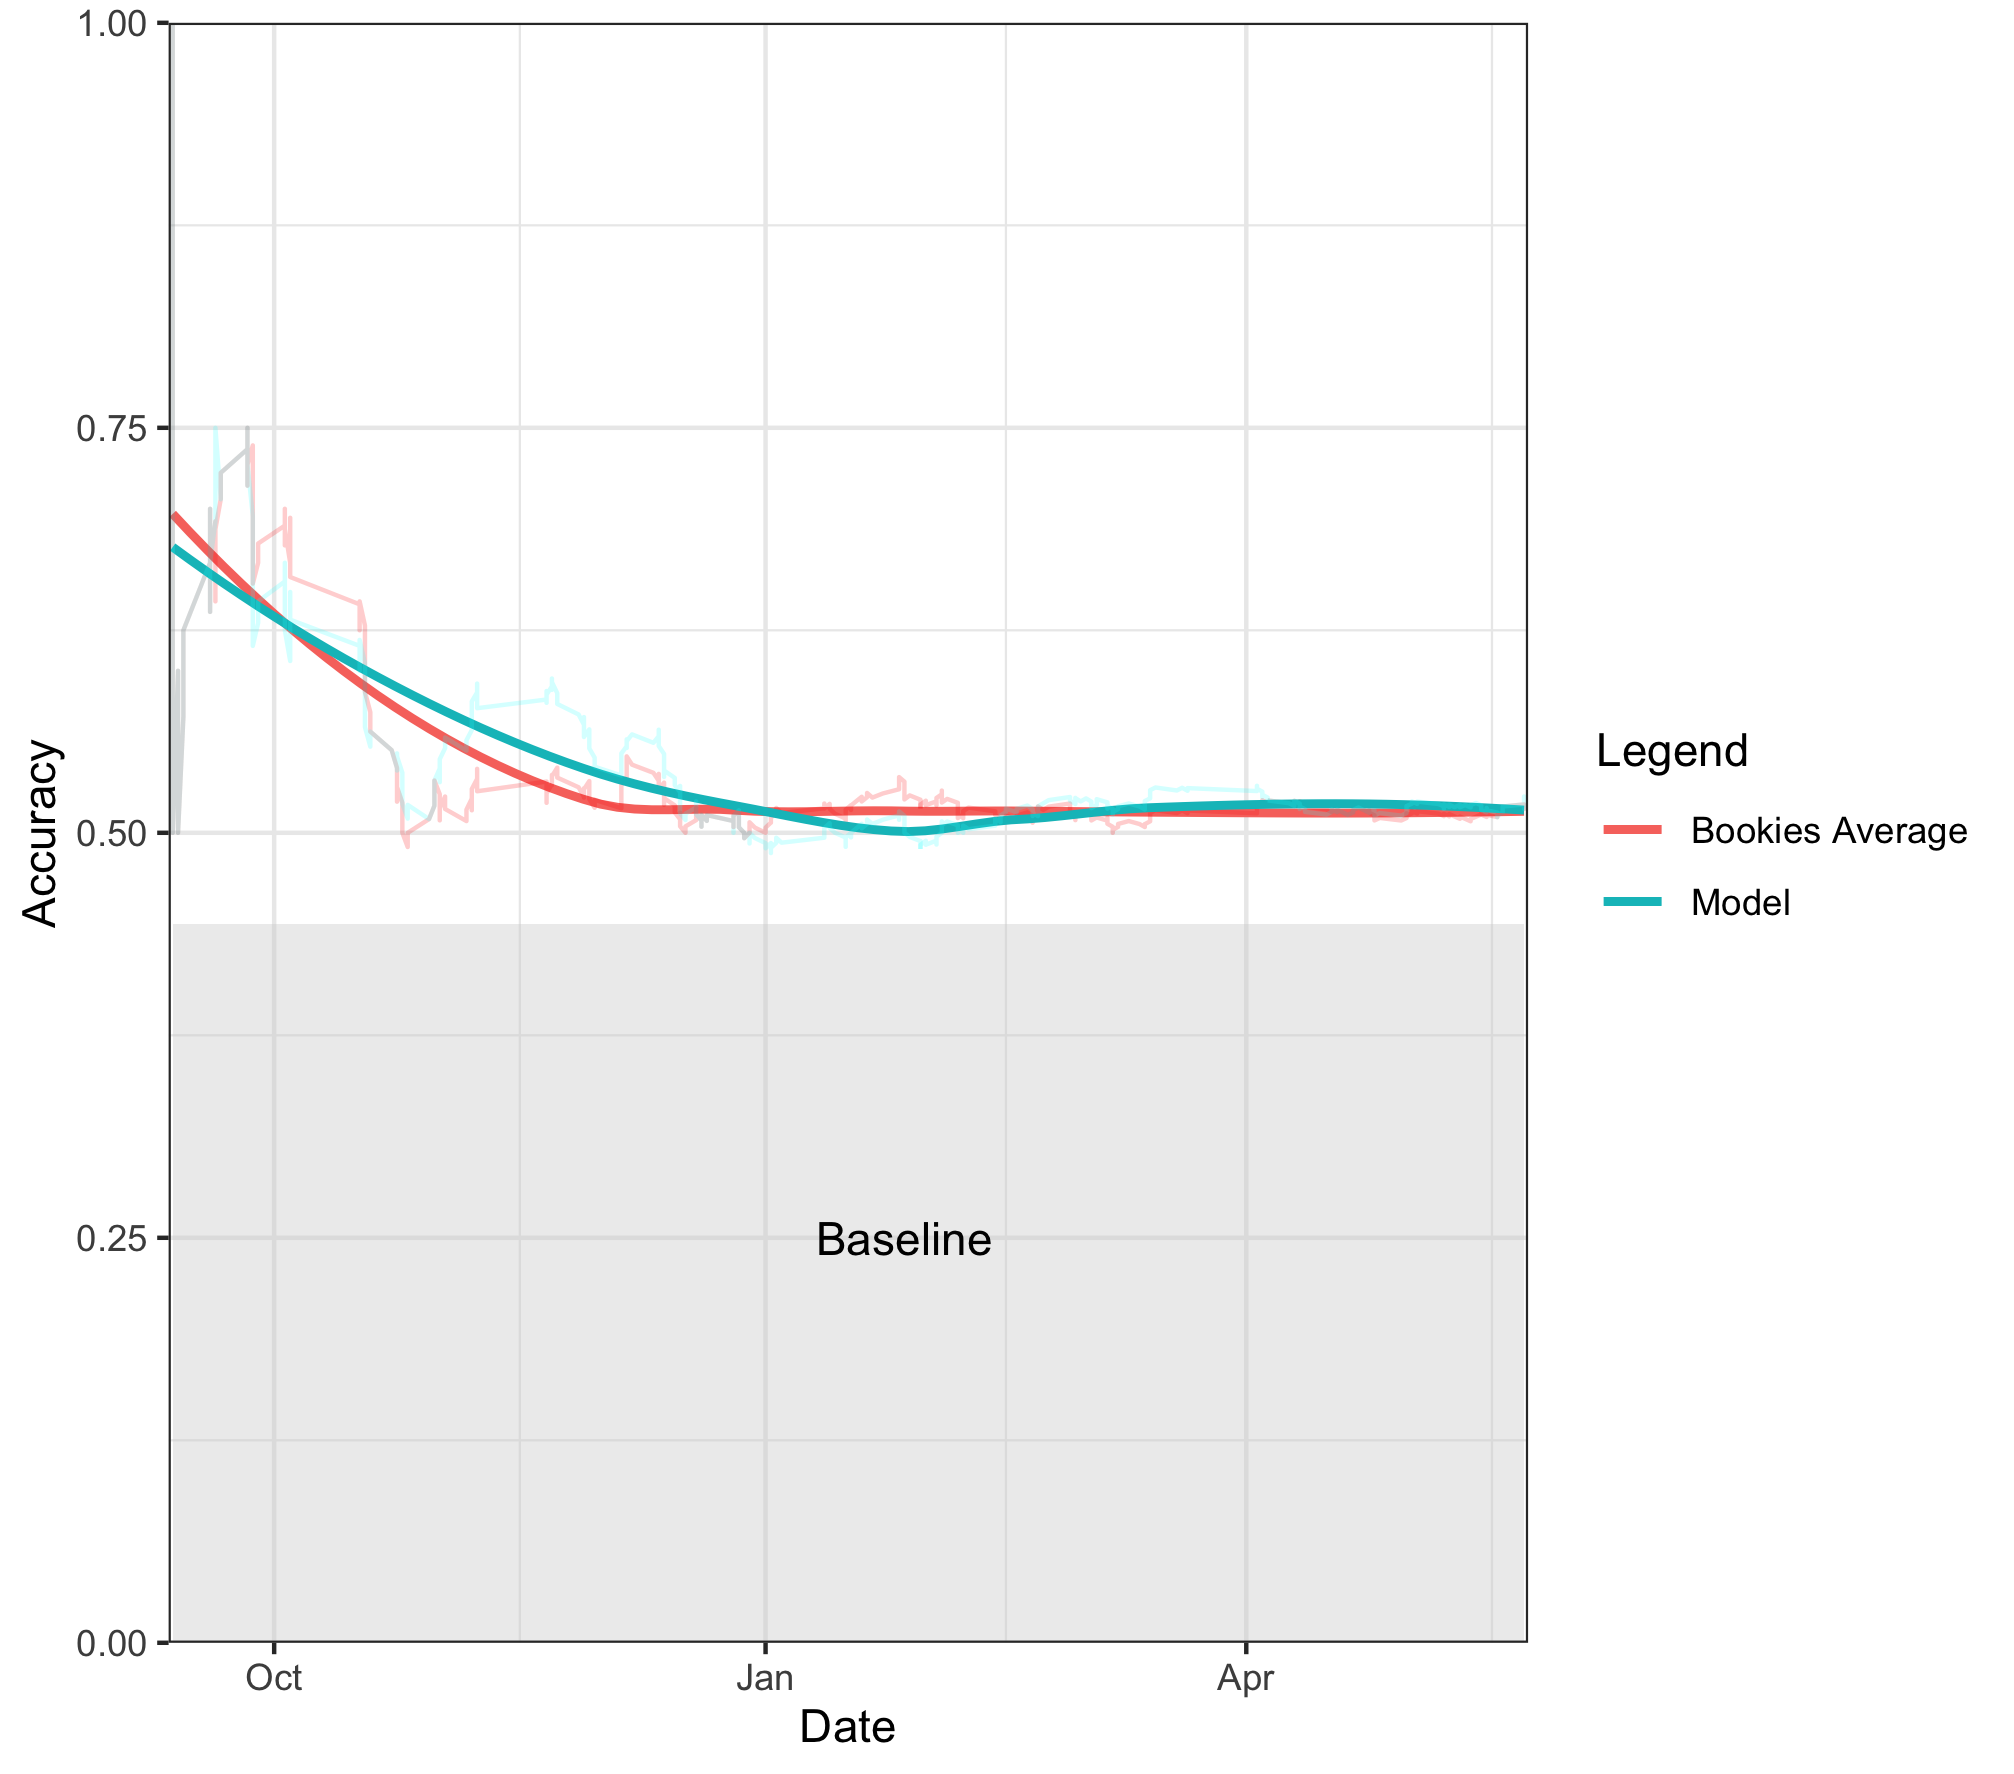 1.00
0.75
0.50
0.25
0.00
Accuracy
Baseline
Oct
Jan
Apr
Date
Legend
Bookies Average
Model